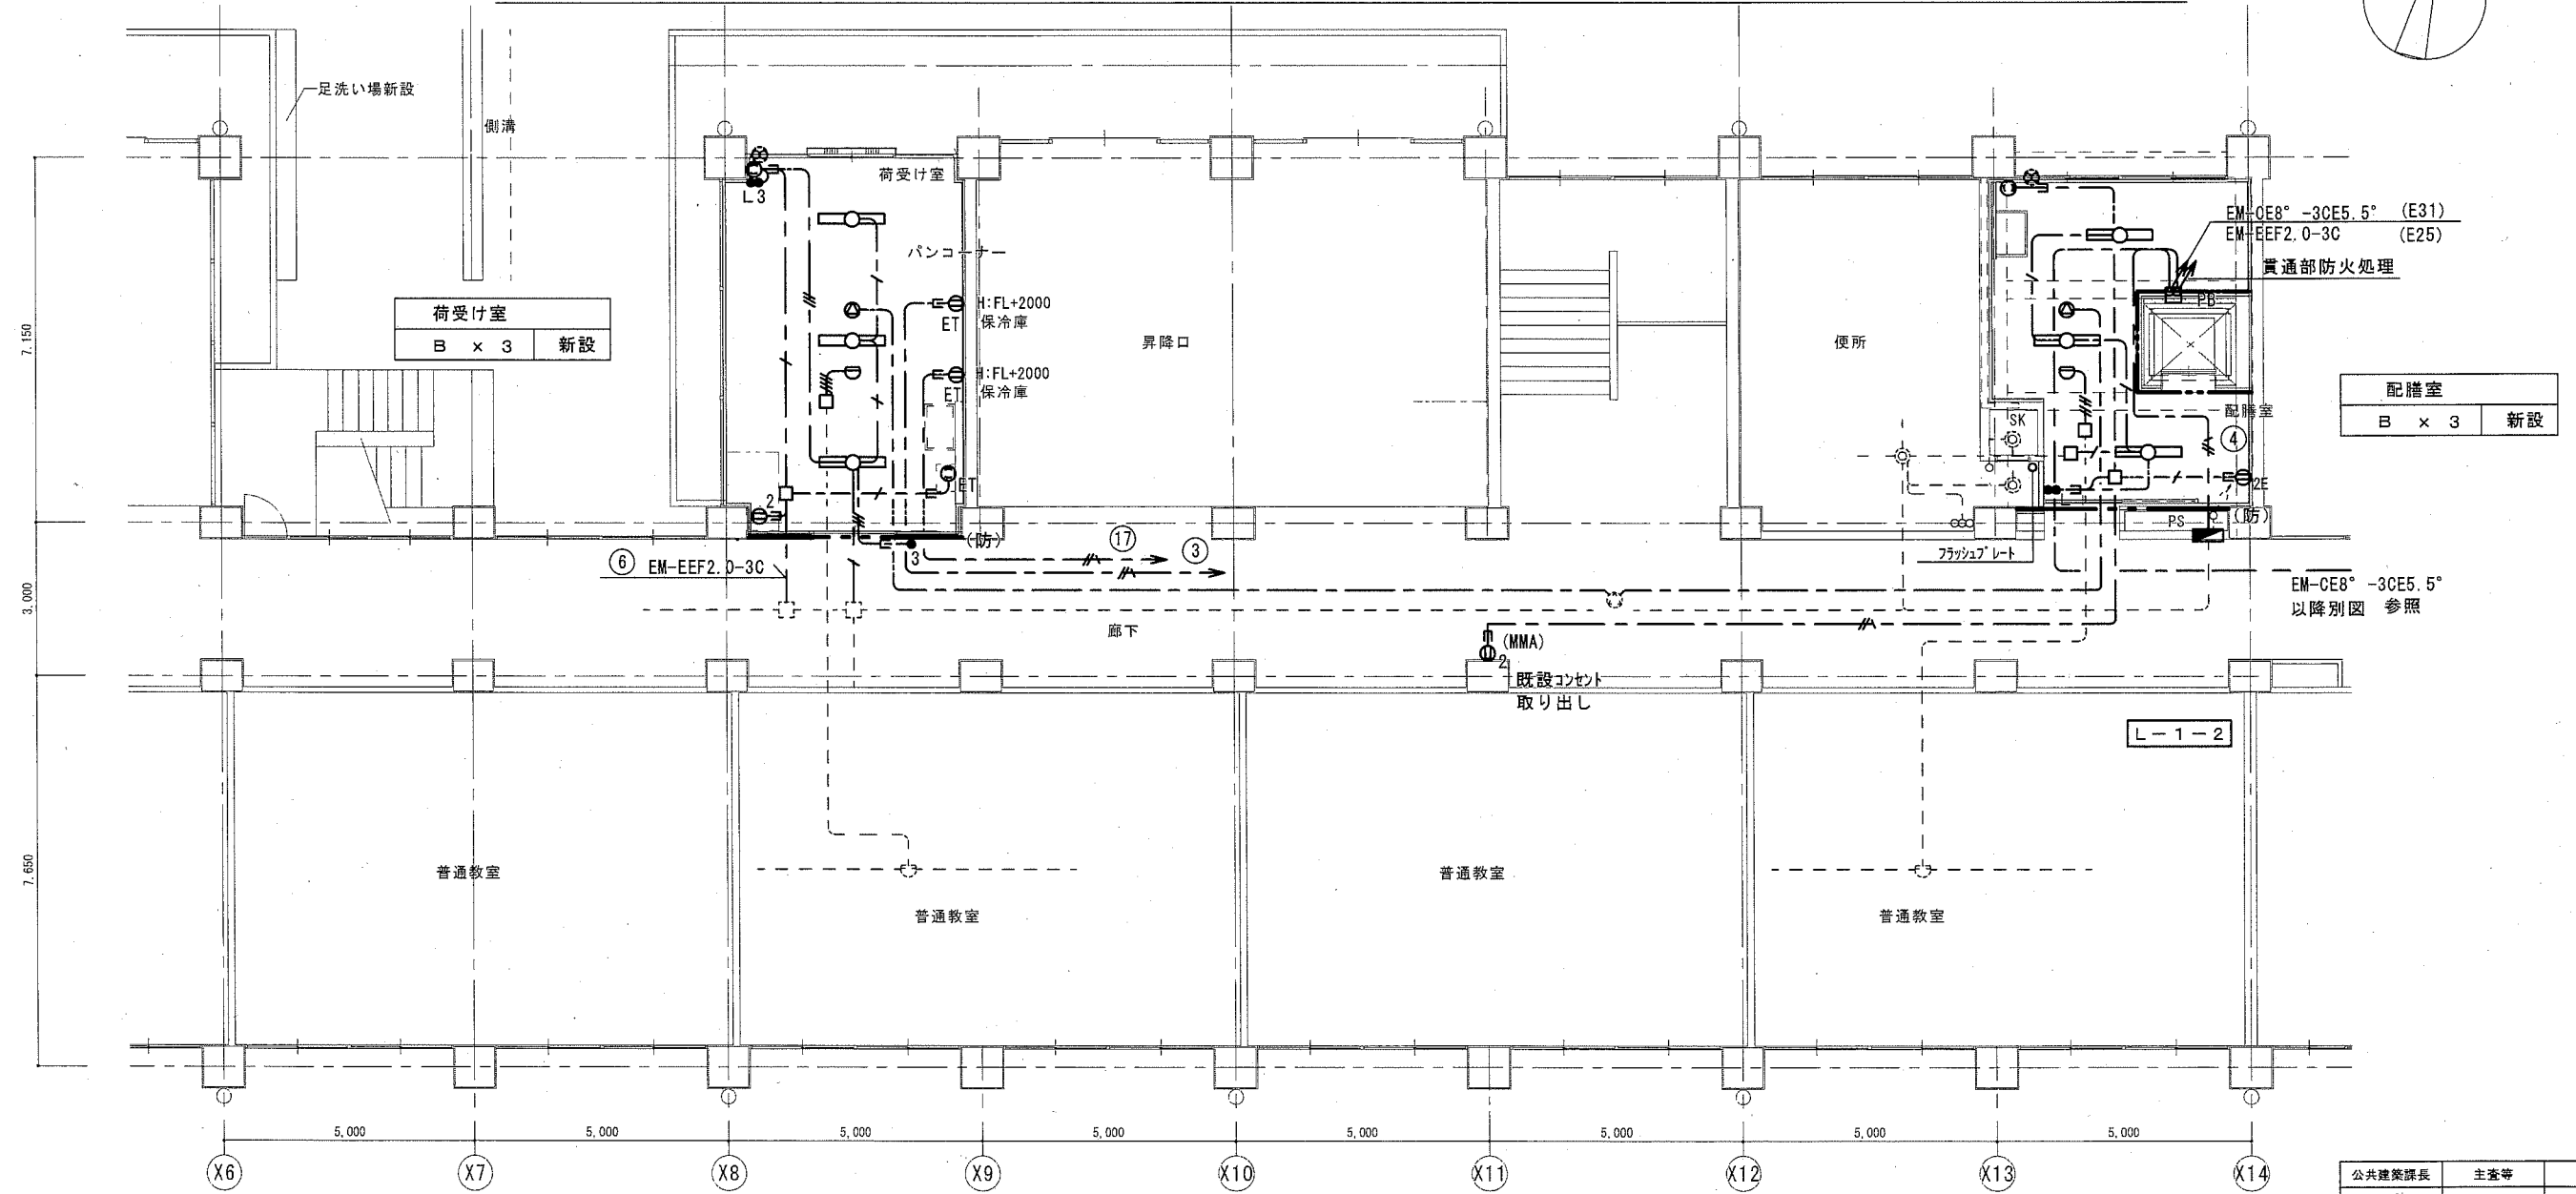 足洗い場新設
側溝
荷受け室
L3
パンコーナー
EM-CE8° -3CE5.5° (E31)
EM-EEF2.0-3C (E25)
貫通部防火処理
PB
荷受け室
B × 3 新設
H:FL+2000
ET 保冷庫
昇降口
便所
H:FL+2000
ET 保冷庫
配膳室
B × 3 新設
配膳室
SK
4
ET
2
2E
PS
(防)
(防)
3
17
3
フラッシュプレート
6 EM-EEF2.0-3C
EM-CE8° -3CE5.5°
以降別図 参照
廊下
(MMA)
2
既設コンセント
取り出し
L-1-2
普通教室
普通教室
普通教室
普通教室
7,150
3,000
7,650
5,000 5,000 5,000 5,000 5,000 5,000 5,000 5,000
X6 X7 X8 X9 X10 X11 X12 X13 X14
公共建築課長 主査等